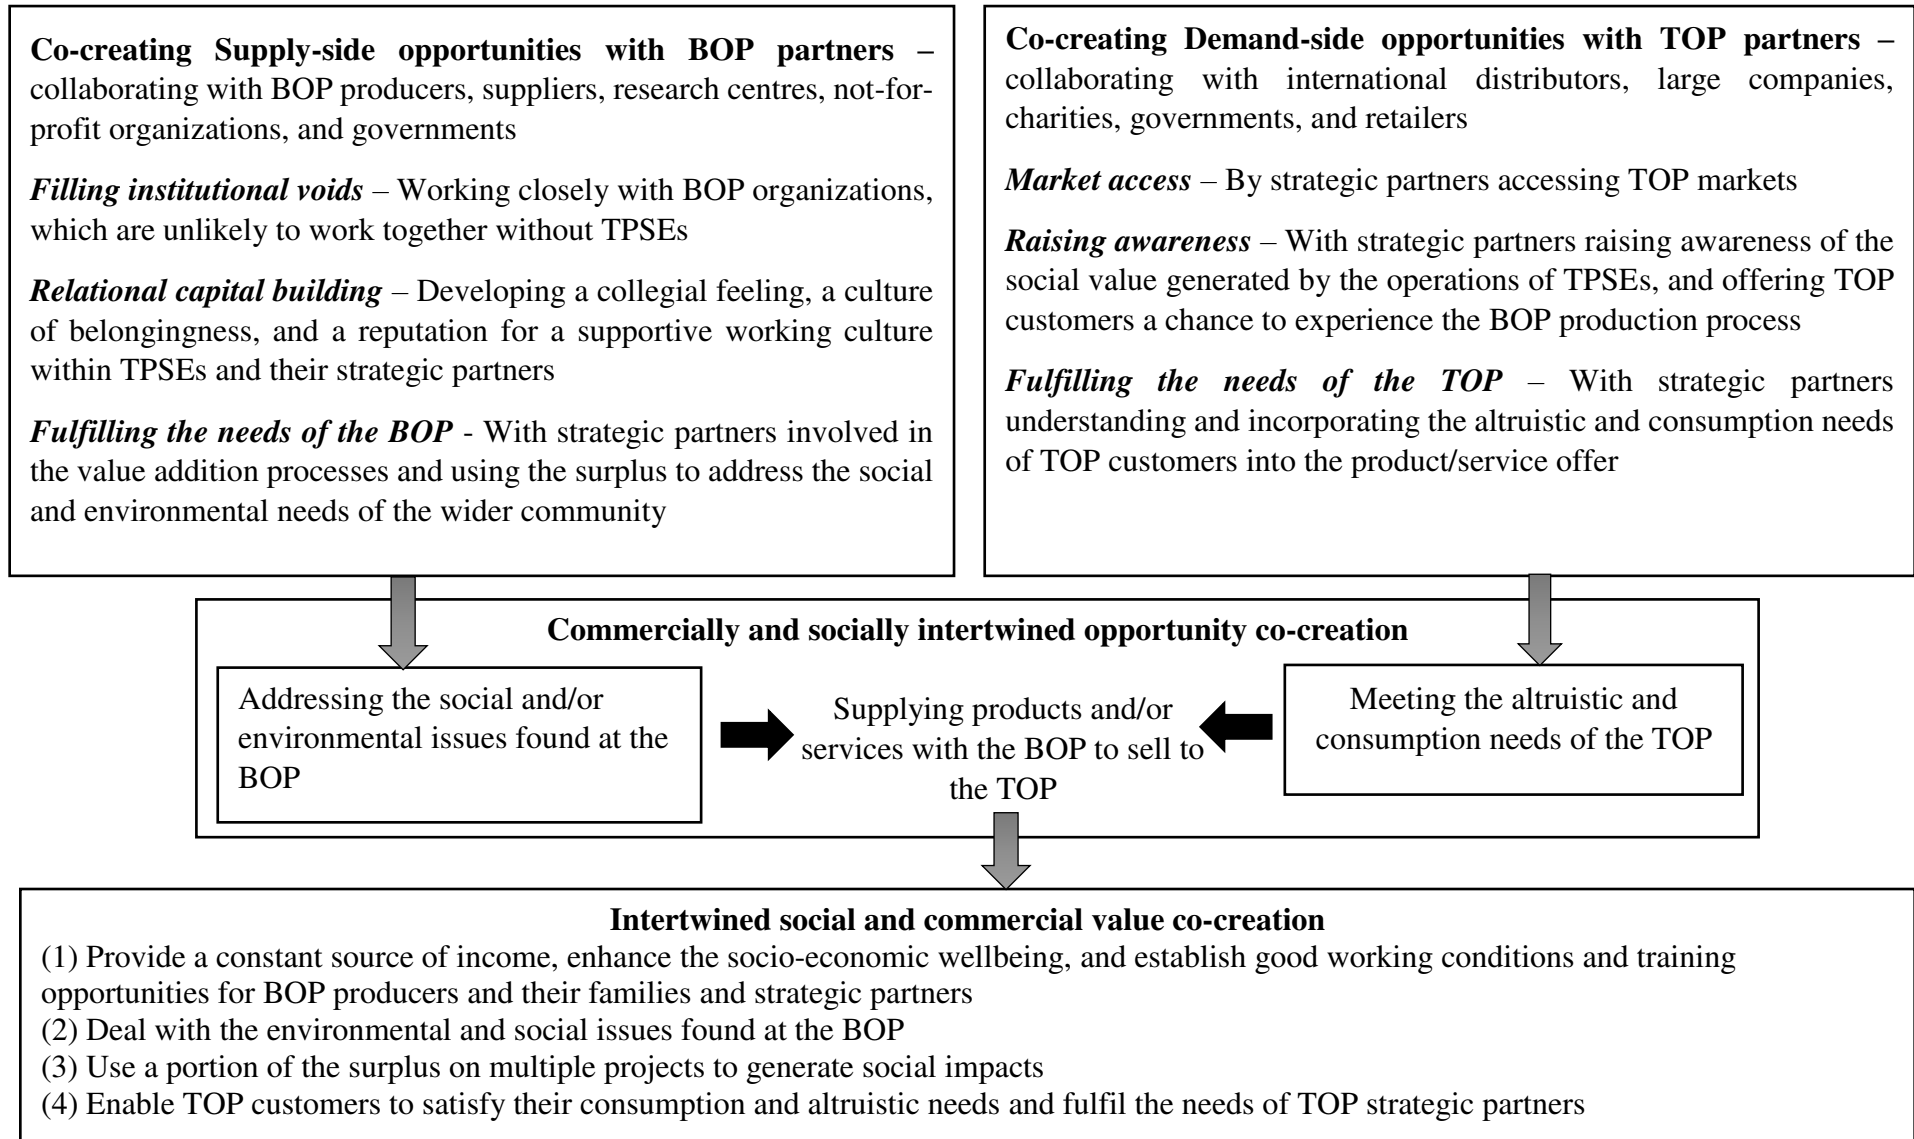 Co-creating Supply-side opportunities with BOP partners –
collaborating with BOP producers, suppliers, research centres, not-for-
profit organizations, and governments
Filling institutional voids – Working closely with BOP organizations,
which are unlikely to work together without TPSEs
Relational capital building – Developing a collegial feeling, a culture
of belongingness, and a reputation for a supportive working culture
within TPSEs and their strategic partners
Fulfilling the needs of the BOP - With strategic partners involved in
the value addition processes and using the surplus to address the social
and environmental needs of the wider community
Co-creating Demand-side opportunities with TOP partners –
collaborating with international distributors, large companies,
charities, governments, and retailers
Market access – By strategic partners accessing TOP markets
Raising awareness – With strategic partners raising awareness of the
social value generated by the operations of TPSEs, and offering TOP
customers a chance to experience the BOP production process
Fulfilling the needs of the TOP – With strategic partners
understanding and incorporating the altruistic and consumption needs
of TOP customers into the product/service offer
Commercially and socially intertwined opportunity co-creation
Addressing the social and/or
environmental issues found at the
BOP
Supplying products and/or
services with the BOP to sell to
the TOP
Meeting the altruistic and
consumption needs of the TOP
Intertwined social and commercial value co-creation
(1) Provide a constant source of income, enhance the socio-economic wellbeing, and establish good working conditions and training
opportunities for BOP producers and their families and strategic partners
(2) Deal with the environmental and social issues found at the BOP
(3) Use a portion of the surplus on multiple projects to generate social impacts
(4) Enable TOP customers to satisfy their consumption and altruistic needs and fulfil the needs of TOP strategic partners